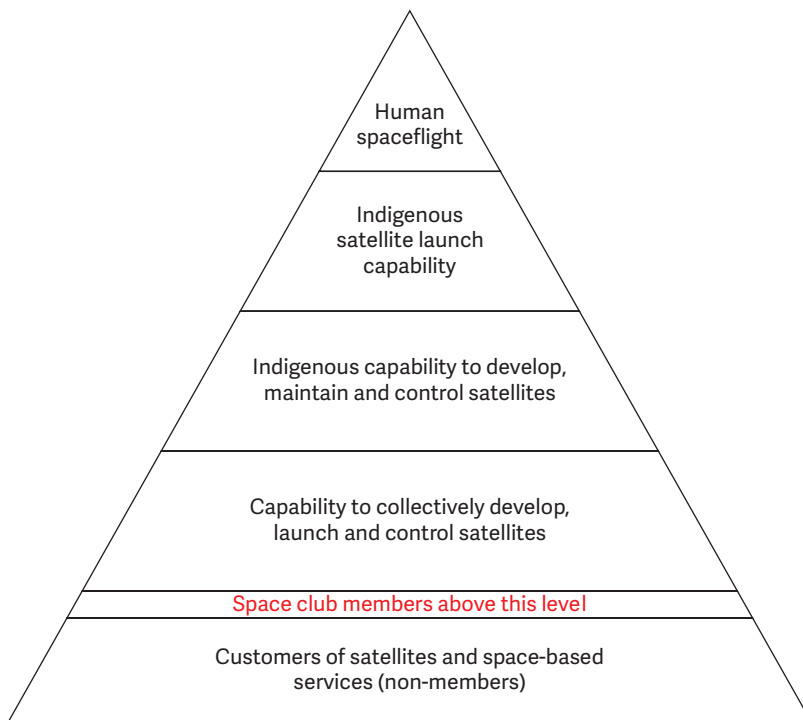 Human
spaceflight
Indigenous
satellite launch
capability
Indigenous capability to develop,
maintain and control satellites
Capability to collectively develop,
launch and control satellites
Space club members above this level
Customers of satellites and space-based
services (non-members)